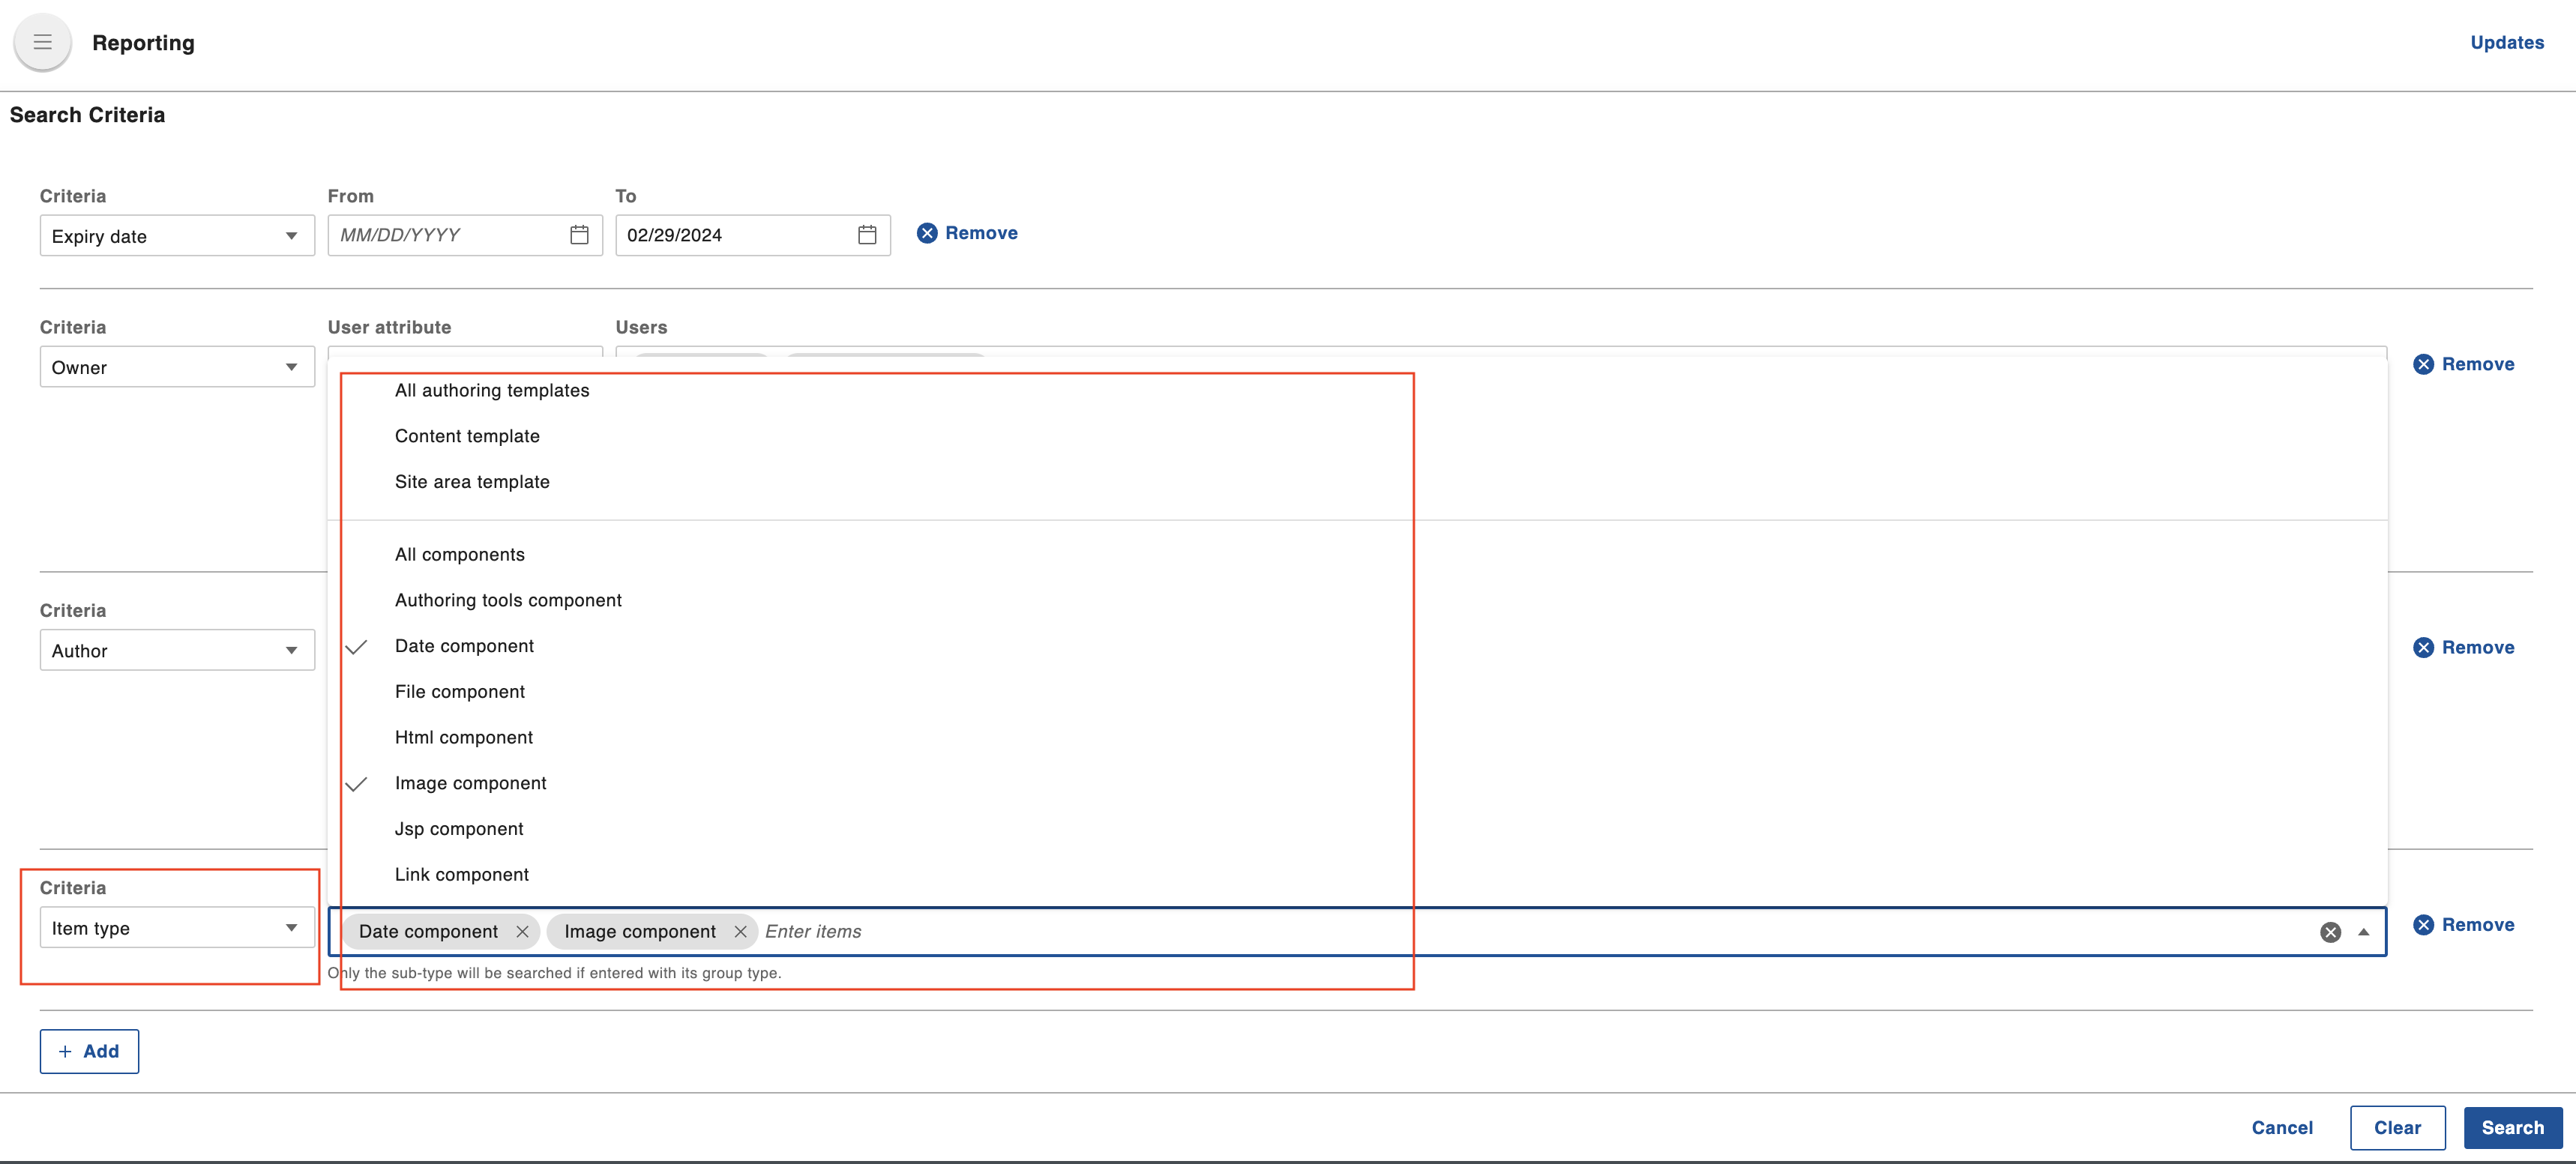 Reporting
Updates
Search Criteria
Criteria From To
Expiry date MM/DD/YYYY 02/29/2024 Remove
Criteria User attribute Users
Owner Remove
All authoring templates
Content template
Site area template
All components
Authoring tools component
Criteria
Date component
Author Remove
File component
Html component
Image component
Jsp component
Link component
Criteria
Item type Date component Image component Enter items Remove
Only the sub-type will be searched if entered with its group type.
+ Add
Cancel Clear Search